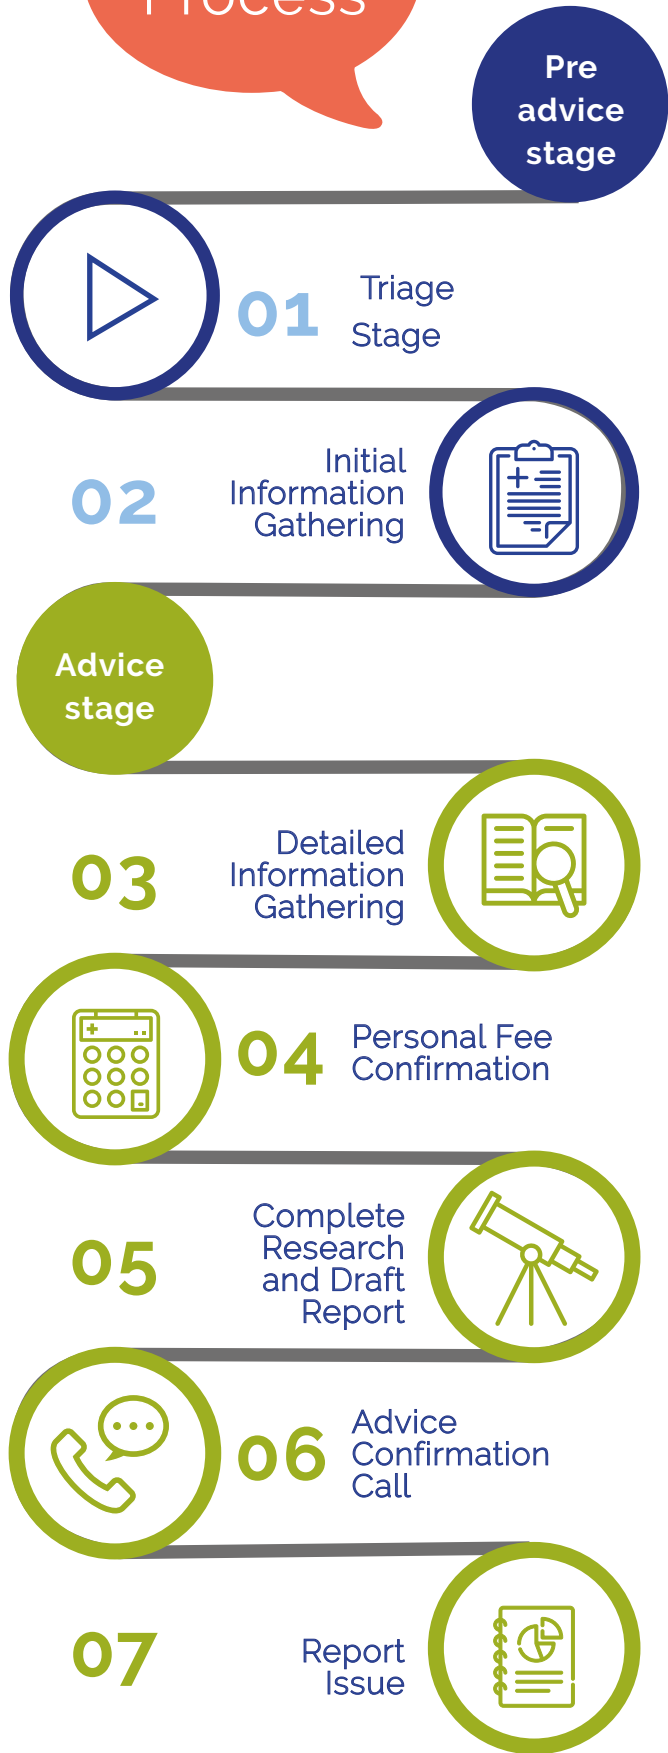 Process
Pre
advice
stage
01
Triage
Stage
02
Initial
Information
Gathering
Advice
stage
03
Detailed
Information
Gathering
04
Personal Fee
Confirmation
05
Complete
Research
and Draft
Report
06
Advice
Confirmation
Call
07
Report
Issue